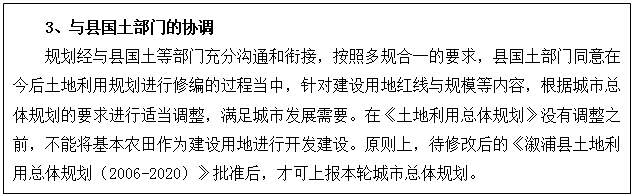 3、与县国土部门的协调
规划经与县国土等部门充分沟通和衔接，按照多规合一的要求，县国土部门同意在
今后土地利用规划进行修编的过程当中，针对建设用地红线与规模等内容，根据城市总
体规划的要求进行适当调整，满足城市发展需要。在《土地利用总体规划》没有调整之
前，不能将基本农田作为建设用地进行开发建设。原则上，待修改后的《溆浦县土地利
用总体规划（2006-2020）》批准后，才可上报本轮城市总体规划。